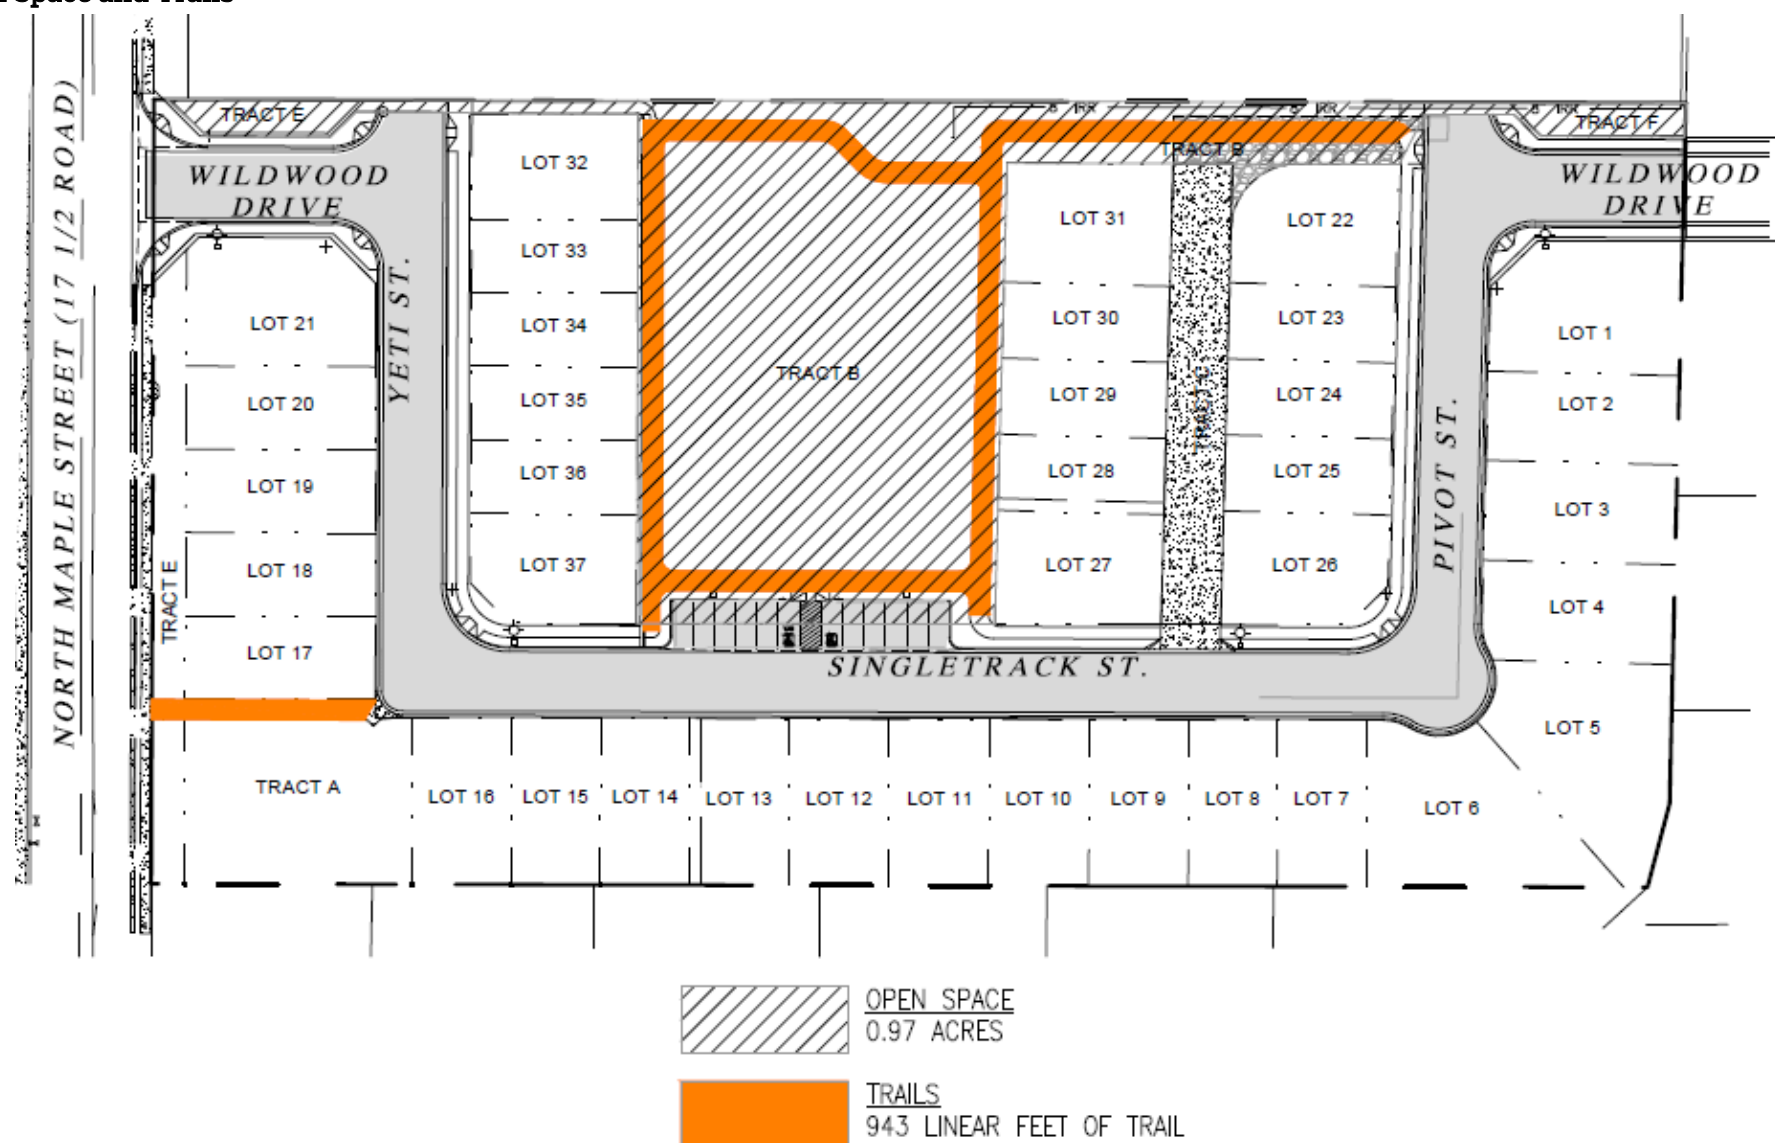 Space and Trails
NORTH MAPLE STREET (17 1/2 ROAD)
TRACT E
WILDWOOD
DRIVE
YETI ST.
LOT 32
LOT 33
LOT 34
LOT 35
LOT 36
LOT 37
TRACT B
IRR
IRR
IRR
TRACT B
TRACT F
WILDWOOD
DRIVE
LOT 31
LOT 30
LOT 29
LOT 28
LOT 27
LOT 22
LOT 23
LOT 24
LOT 25
LOT 26
PIVOT ST.
LOT 1
LOT 2
LOT 3
LOT 4
LOT 5
LOT 21
LOT 20
LOT 19
LOT 18
LOT 17
TRACT E
SINGLETRACK ST.
TRACT A
LOT 16
LOT 15
LOT 14
LOT 13
LOT 12
LOT 11
LOT 10
LOT 9
LOT 8
LOT 7
LOT 6
OPEN SPACE
0.97 ACRES
TRAILS
943 LINEAR FEET OF TRAIL